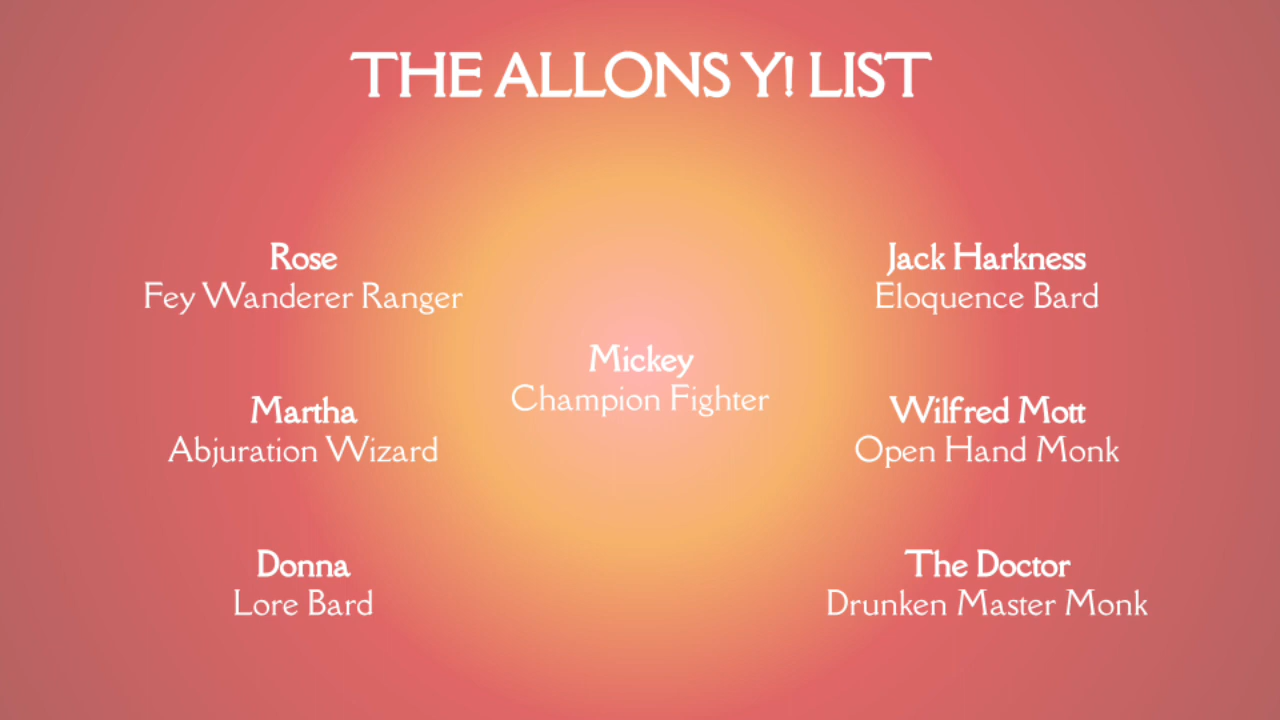 THE ALLONS Y! LIST
Rose
Fey Wanderer Ranger
Martha
Abjuration Wizard
Donna
Lore Bard
Mickey
Champion Fighter
Jack Harkness
Eloquence Bard
Wilfred Mott
Open Hand Monk
The Doctor
Drunken Master Monk